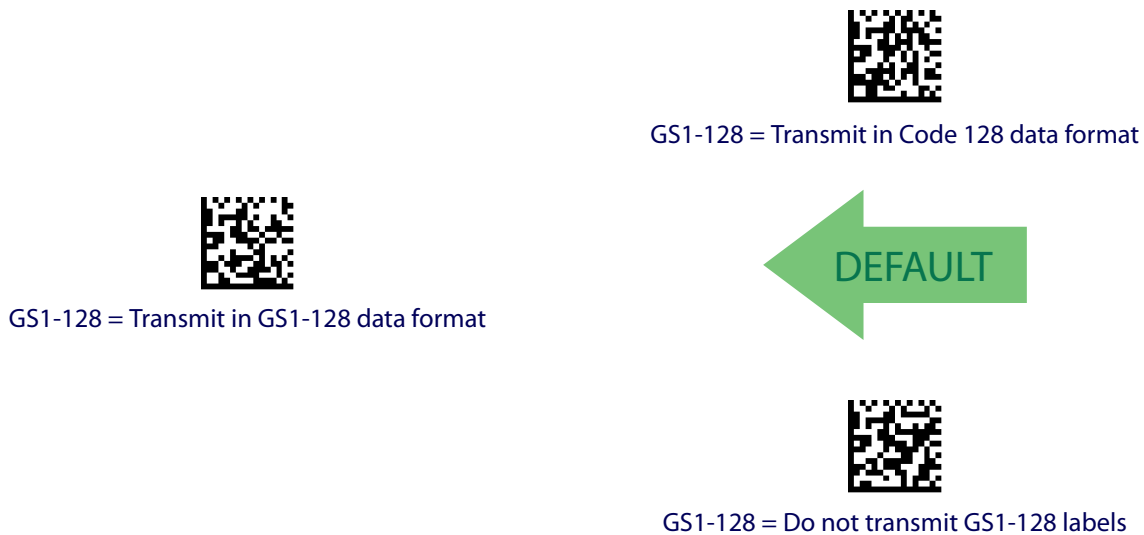 GS1-128 = Transmit in Code 128 data format
GS1-128 = Transmit in GS1-128 data format
DEFAULT
GS1-128 = Do not transmit GS1-128 labels